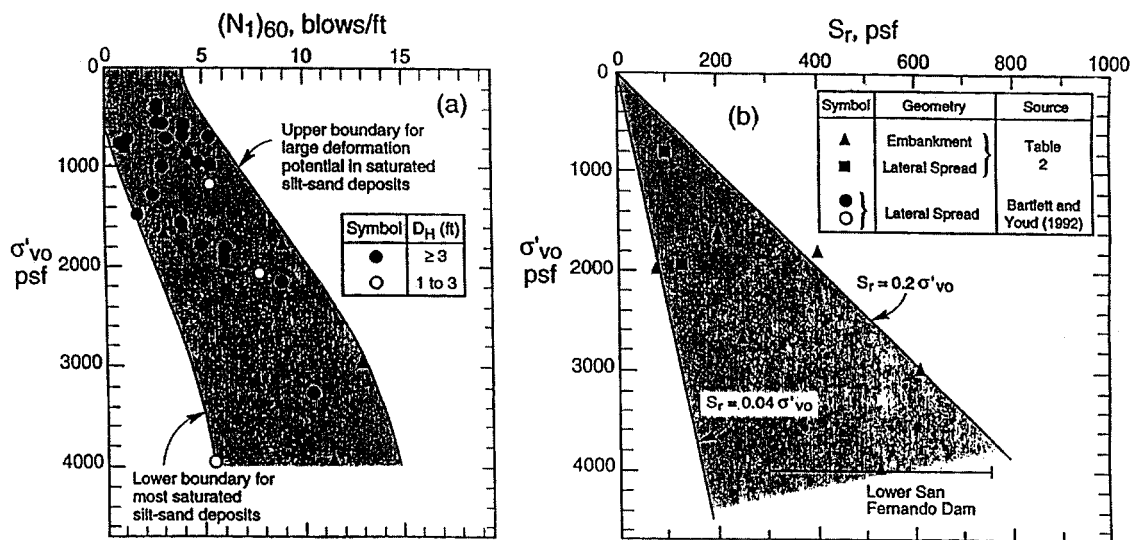 (N1)60, blows/ft
0 5 10 15
0
1000
2000
3000
4000
σ'vo
psf
(a)
Upper boundary for
large deformation
potential in saturated
silt-sand deposits
Symbol DH (ft)
● ≥ 3
○ 1 to 3
Lower boundary for
most saturated
silt-sand deposits
Sr, psf
0 200 400 600 800 1000
0
1000
2000
3000
4000
(b)
Symbol Geometry Source
▲ Embankment
■ Lateral Spread
Table
2
● ○ Lateral Spread
Bartlett and
Youd (1992)
Sr = 0.2 σ'vo
Sr = 0.04 σ'vo
Lower San
Fernando Dam